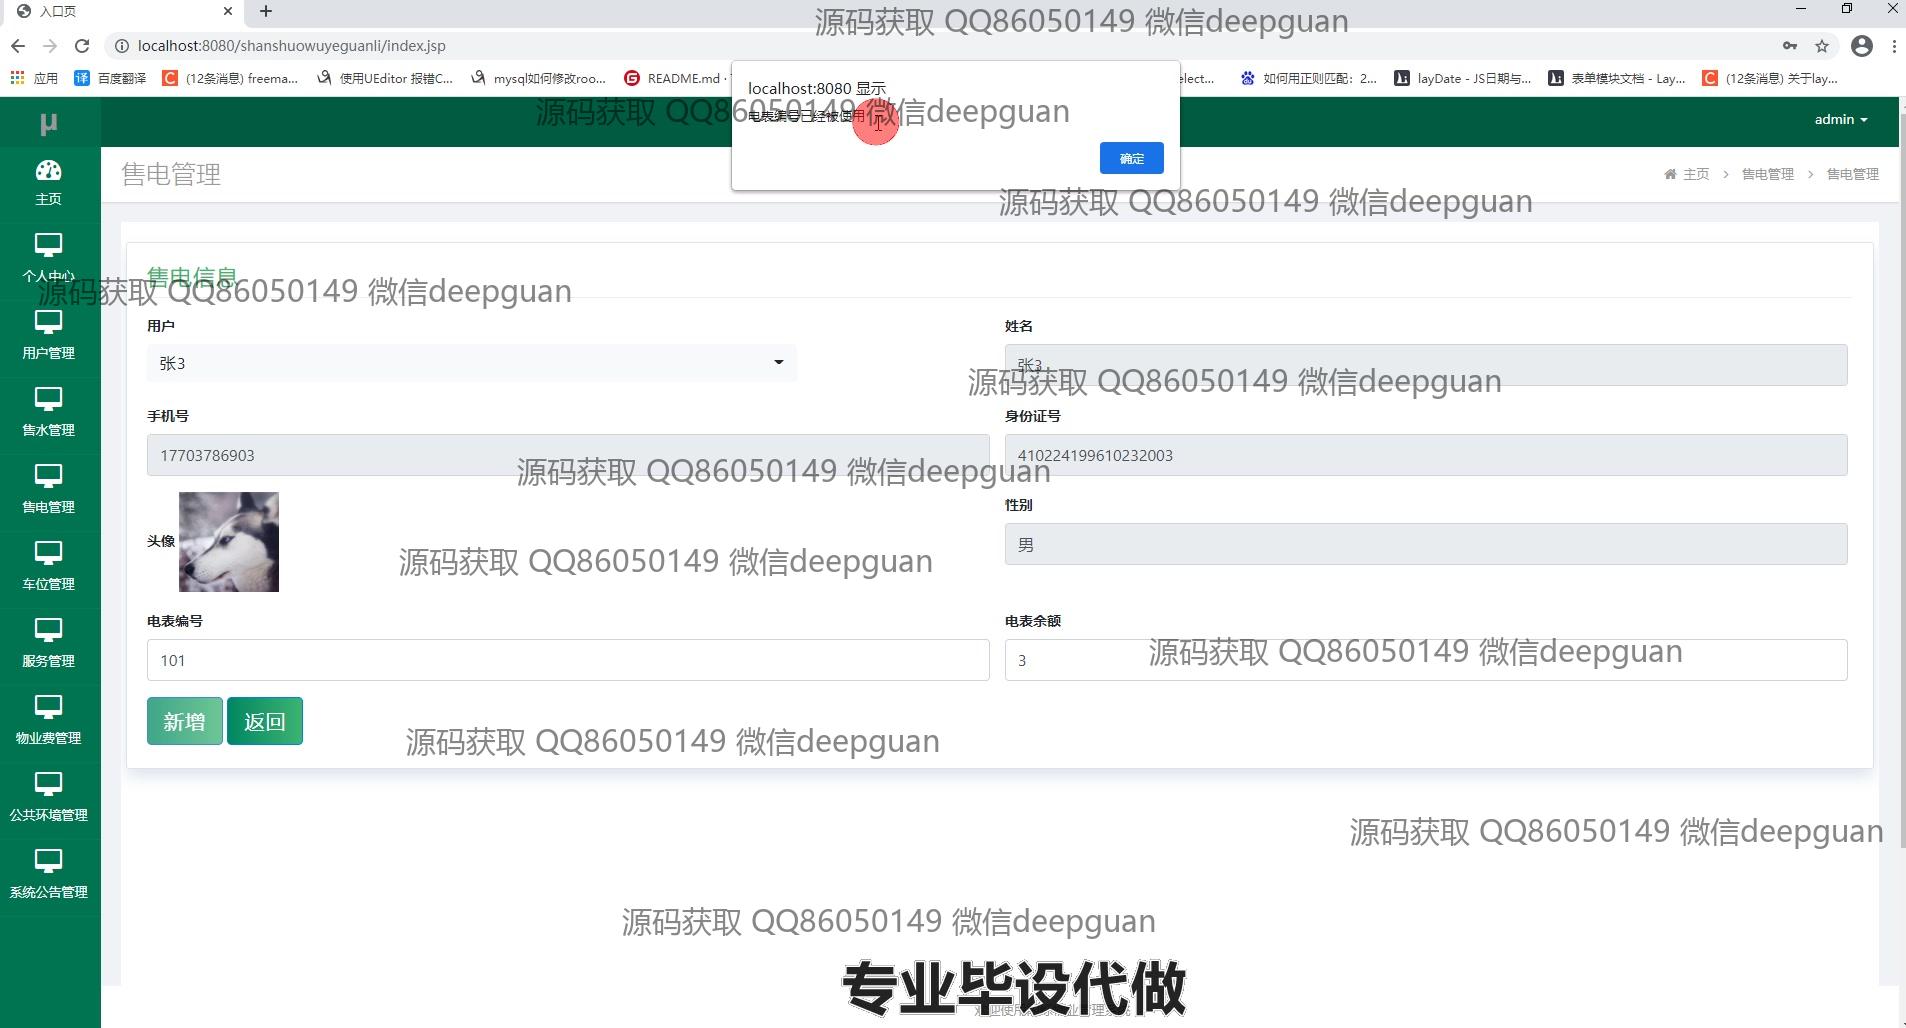 入口页
源码获取 QQ86050149 微信deepguan
localhost:8080/shanshuowuyeguanli/index.jsp
应用
百度翻译
(12条消息) freema...
使用UEditor 报错C...
mysql如何修改roo...
README.md ·
elect...
如何用正则匹配：2...
layDate - JS日期与...
表单模块文档 - Lay...
(12条消息) 关于lay...
localhost:8080 显示
电表编号已经被使用
源码获取 QQ86050149 微信deepguan
确定
μ
admin
售电管理
主页 > 售电管理 > 售电管理
源码获取 QQ86050149 微信deepguan
主页
个人中心
用户管理
售水管理
售电管理
车位管理
服务管理
物业费管理
公共环境管理
系统公告管理
售电信息
源码获取 QQ86050149 微信deepguan
用户
姓名
张3
张3
源码获取 QQ86050149 微信deepguan
手机号
身份证号
17703786903
410224199610232003
源码获取 QQ86050149 微信deepguan
头像
性别
男
源码获取 QQ86050149 微信deepguan
电表编号
电表余额
101
3
源码获取 QQ86050149 微信deepguan
新增
返回
源码获取 QQ86050149 微信deepguan
源码获取 QQ86050149 微信deepguan
源码获取 QQ86050149 微信deepguan
专业毕设代做